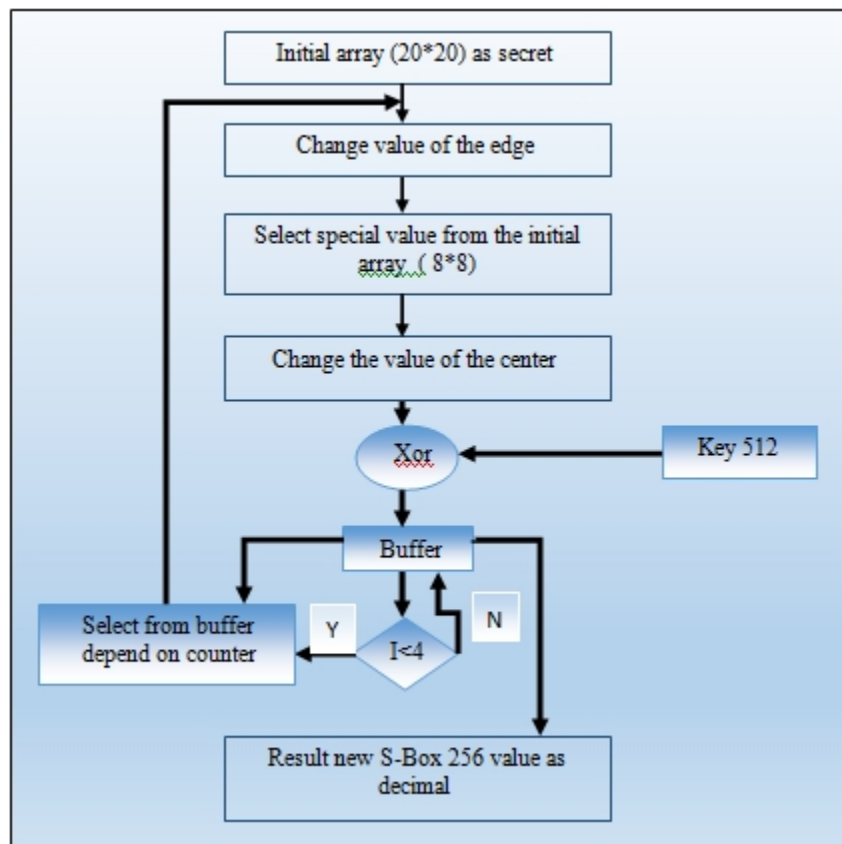 Initial array (20*20) as secret
Change value of the edge
Select special value from the initial
array ( 8*8)
Change the value of the center
Xor
Key 512
Buffer
N
Y
Select from buffer
depend on counter
I<4
Result new S-Box 256 value as
decimal